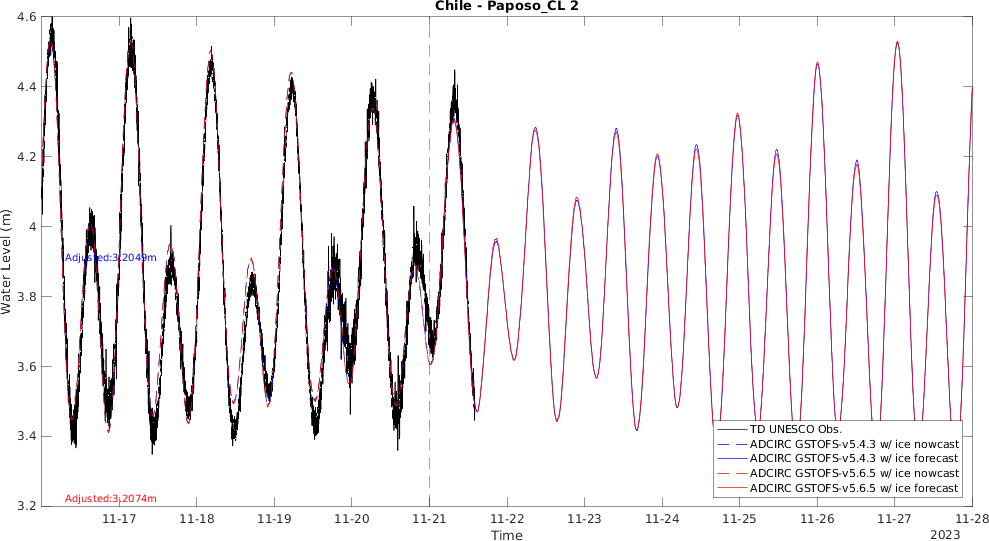 Chile - Paposo_CL 2
Water Level (m)
4.6
4.4
4.2
4
3.8
3.6
3.4
3.2
Adjusted:3.2049m
Adjusted:3.2074m
TD UNESCO Obs.
ADCIRC GSTOFS-v5.4.3 w/ ice nowcast
ADCIRC GSTOFS-v5.4.3 w/ ice forecast
ADCIRC GSTOFS-v5.6.5 w/ ice nowcast
ADCIRC GSTOFS-v5.6.5 w/ ice forecast
11-17 11-18 11-19 11-20 11-21 11-22 11-23 11-24 11-25 11-26 11-27 11-28
Time
2023